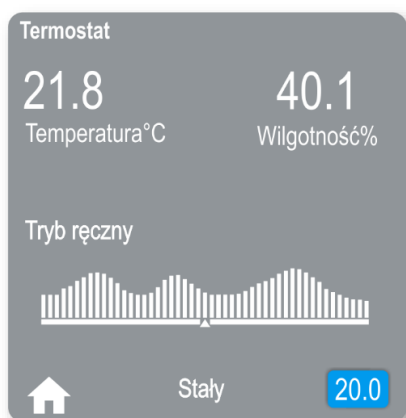 Termostat
21.8 40.1
Temperatura°C Wilgotność%
Tryb ręczny
Stały 20.0